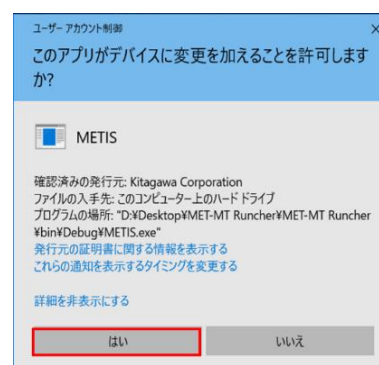 ユーザー アカウント制御
このアプリがデバイスに変更を加えることを許可します
か?
METIS
確認済みの発行元: Kitagawa Corporation
ファイルの入手先: このコンピューター上のハード ドライブ
プログラムの場所: "D:¥Desktop¥MET-MT Runcher¥MET-MT Runcher
¥bin¥Debug¥METIS.exe"
発行元の証明書に関する情報を表示する
これらの通知を表示するタイミングを変更する
詳細を非表示にする
はい
いいえ